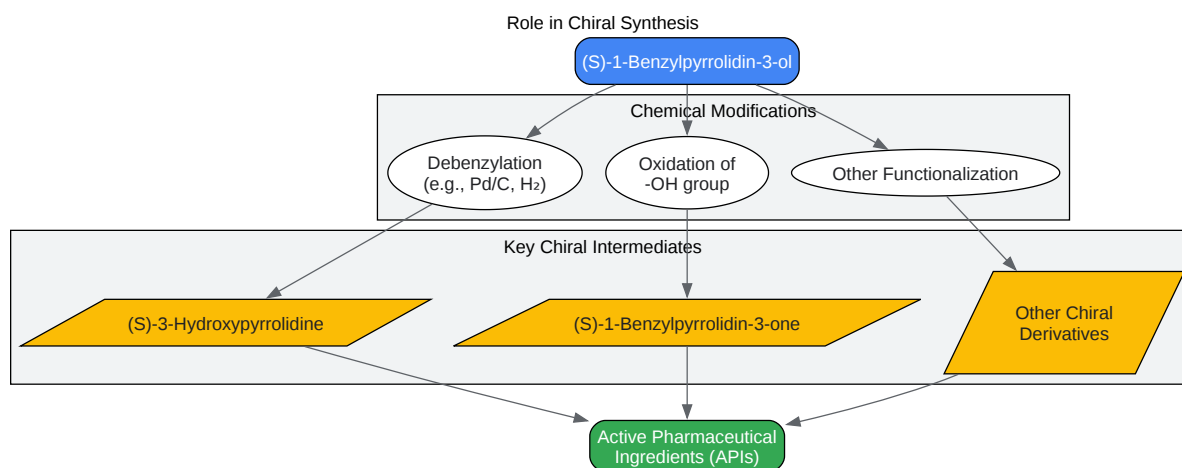 Role in Chiral Synthesis
(S)-1-Benzylpyrrolidin-3-ol
Chemical Modifications
Debenzylation
(e.g., Pd/C, H₂)
Oxidation of
-OH group
Other Functionalization
Key Chiral Intermediates
(S)-3-Hydroxypyrrolidine
(S)-1-Benzylpyrrolidin-3-one
Other Chiral
Derivatives
Active Pharmaceutical
Ingredients (APIs)